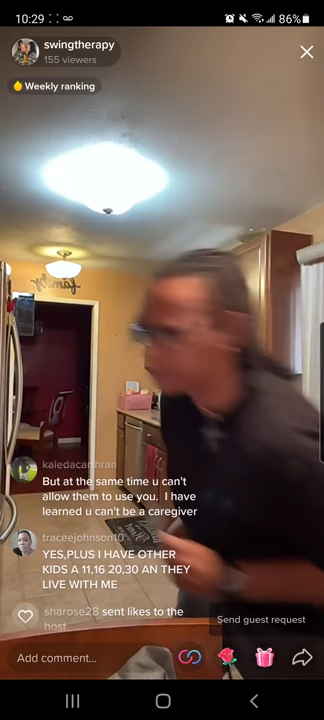 10:29
86%
swingtherapy
155 viewers
Weekly ranking
family
kaledacarthran
But at the same time u can't
allow them to use you. I have
learned u can't be a caregiver
traceejohnson10
YES,PLUS I HAVE OTHER
KIDS A 11,16 20,30 AN THEY
LIVE WITH ME
sharose28 sent likes to the
host
Send guest request
Add comment...